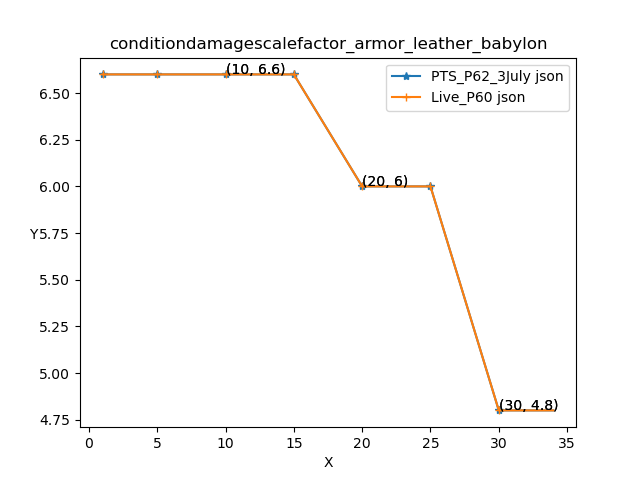 conditiondamagescalefactor_armor_leather_babylon
PTS_P62_3July json
Live_P60 json
(10, 6.6)
(20, 6)
(30, 4.8)
Y
6.50
6.25
6.00
5.75
5.50
5.25
5.00
4.75
0 5 10 15 20 25 30 35
X